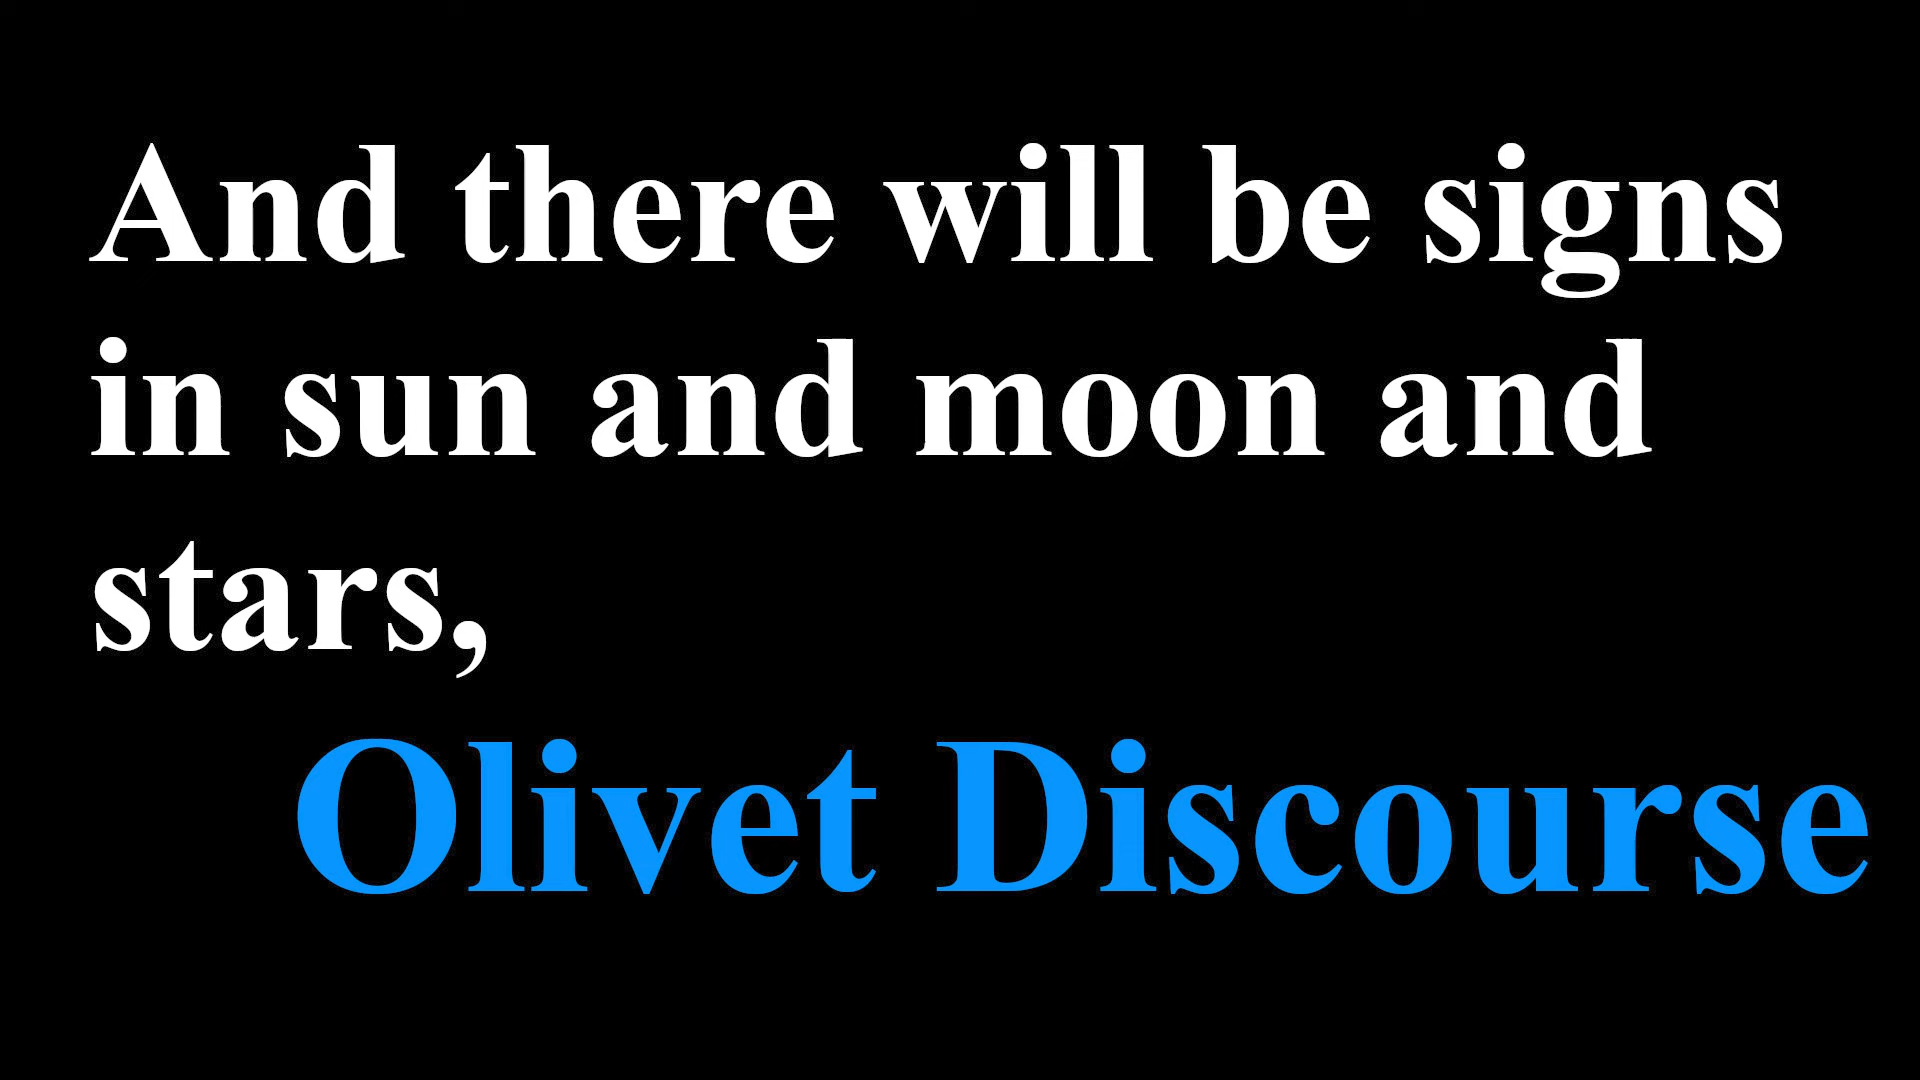 And there will be signs
in sun and moon and
stars,
Olivet Discourse